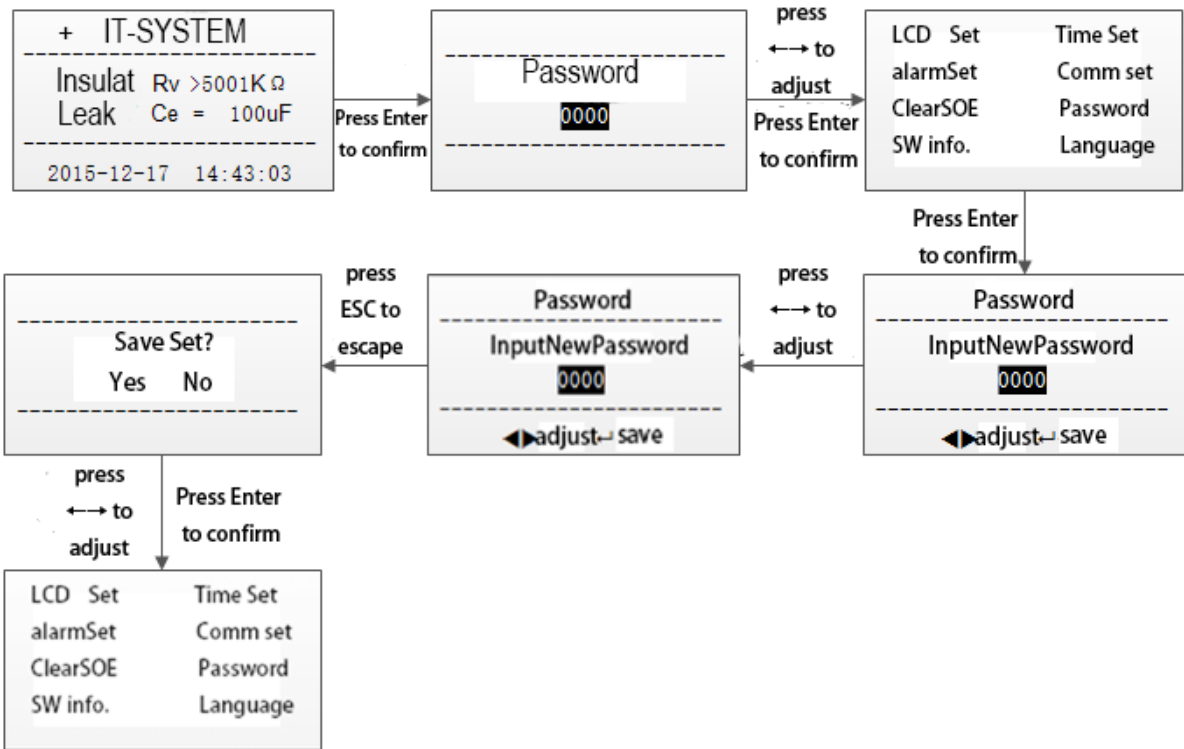 + IT-SYSTEM
Insulat Rv >5001KΩ
Leak Ce = 100uF
2015-12-17 14:43:03
Press Enter
to confirm
Password
0000
press
←→ to
adjust
Press Enter
to confirm
LCD Set Time Set
alarmSet Comm set
ClearSOE Password
SW info. Language
Press Enter
to confirm
Password
InputNewPassword
0000
◀▶adjust↵ save
press
←→ to
adjust
Password
InputNewPassword
0000
◀▶adjust↵ save
press
ESC to
escape
Save Set?
Yes No
press
←→ to
adjust
Press Enter
to confirm
LCD Set Time Set
alarmSet Comm set
ClearSOE Password
SW info. Language